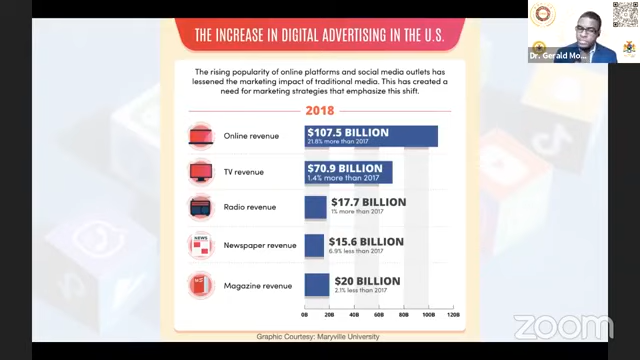 THE INCREASE IN DIGITAL ADVERTISING IN THE U.S.
The rising popularity of online platforms and social media outlets has
lessened the marketing impact of traditional media. This has created a
need for marketing strategies that emphasize this shift.
2018
Online revenue
$107.5 BILLION
21.8% more than 2017
TV revenue
$70.9 BILLION
1.4% more than 2017
Radio revenue
$17.7 BILLION
1% more than 2017
NEWS
Newspaper revenue
$15.6 BILLION
6.9% less than 2017
Magazine revenue
$20 BILLION
2.1% less than 2017
0B 20B 40B 60B 80B 100B 120B
Graphic Courtesy: Maryville University
Dr. Gerald Mo...
zoom